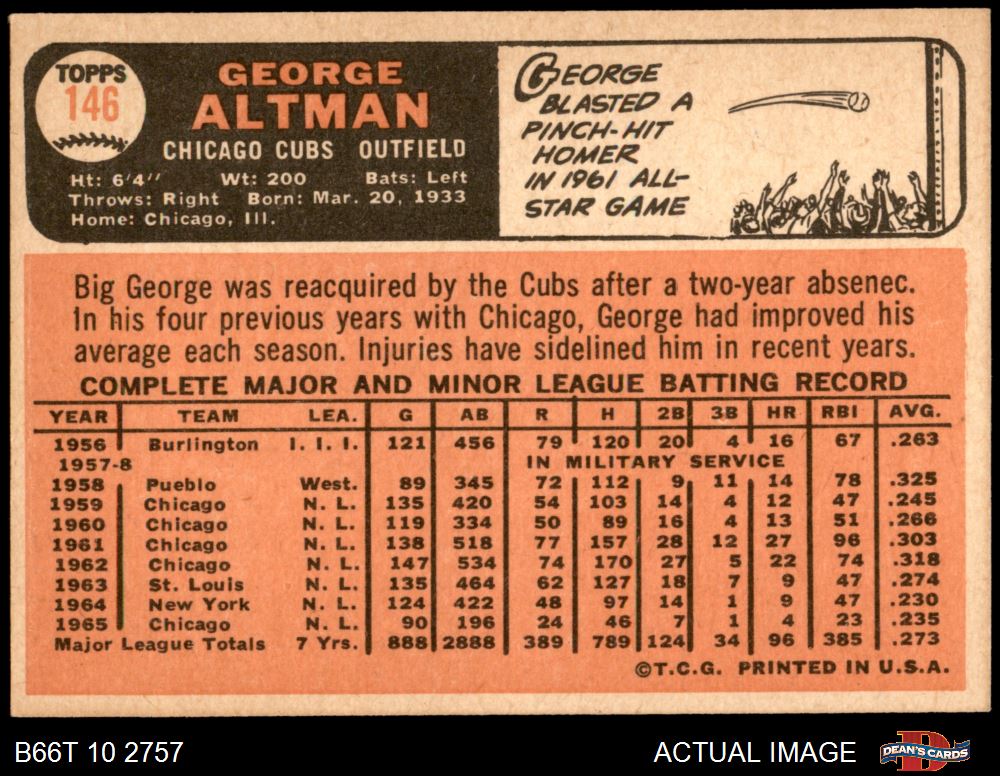 TOPPS
146
GEORGE
ALTMAN
CHICAGO CUBS OUTFIELD
Ht: 6'4" Wt: 200 Bats: Left
Throws: Right Born: Mar. 20, 1933
Home: Chicago, Ill.
GEORGE
BLASTED A
PINCH-HIT
HOMER
IN 1961 ALL-
STAR GAME
Big George was reacquired by the Cubs after a two-year absenec.
In his four previous years with Chicago, George had improved his
average each season. Injuries have sidelined him in recent years.
COMPLETE MAJOR AND MINOR LEAGUE BATTING RECORD
YEAR TEAM LEA. G AB R H 2B 3B HR RBI AVG.
1956 Burlington I. I. I. 121 456 79 120 20 4 16 67 .263
1957-8 IN MILITARY SERVICE
1958 Pueblo West. 89 345 72 112 9 11 14 78 .325
1959 Chicago N. L. 135 420 54 103 14 4 12 47 .245
1960 Chicago N. L. 119 334 50 89 16 4 13 51 .266
1961 Chicago N. L. 138 518 77 157 28 12 27 96 .303
1962 Chicago N. L. 147 534 74 170 27 5 22 74 .318
1963 St. Louis N. L. 135 464 62 127 18 7 9 47 .274
1964 New York N. L. 124 422 48 97 14 1 9 47 .230
1965 Chicago N. L. 90 196 24 46 7 1 4 23 .235
Major League Totals 7 Yrs. 888 2888 389 789 124 34 96 385 .273
©T.C.G. PRINTED IN U.S.A.
B66T 10 2757 ACTUAL IMAGE DEAN'S CARDS